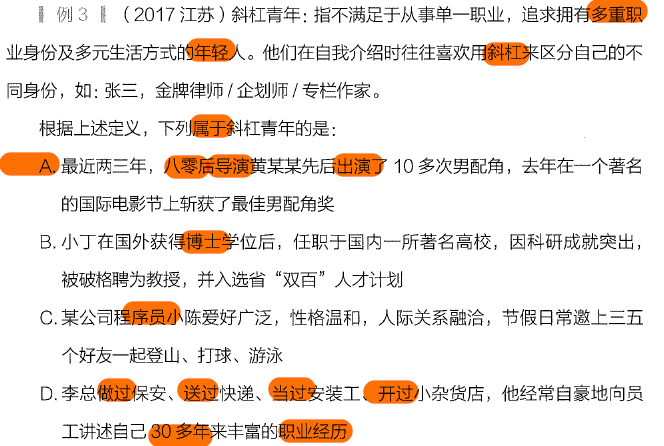 【例3】（2017江苏）斜杠青年：指不满足于从事单一职业，追求拥有多重职
业身份及多元生活方式的年轻人。他们在自我介绍时往往喜欢用斜杠来区分自己的不
同身份，如：张三，金牌律师/企划师/专栏作家。
根据上述定义，下列属于斜杠青年的是：
A. 最近两三年，八零后导演黄某某先后出演了10多次男配角，去年在一个著名
的国际电影节上斩获了最佳男配角奖
B. 小丁在国外获得博士学位后，任职于国内一所著名高校，因科研成就突出，
被破格聘为教授，并入选省“双百”人才计划
C. 某公司程序员小陈爱好广泛，性格温和，人际关系融洽，节假日常邀上三五
个好友一起登山、打球、游泳
D. 李总做过保安、送过快递、当过安装工、开过小杂货店，他经常自豪地向员
工讲述自己30多年来丰富的职业经历